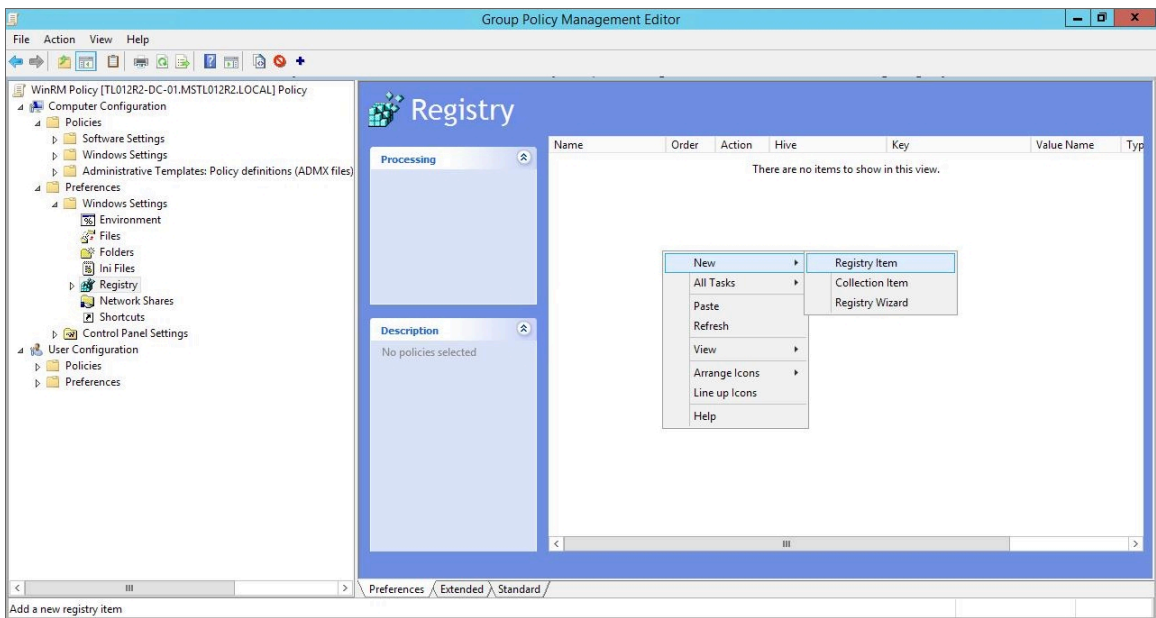 Group Policy Management Editor
File Action View Help
WinRM Policy [TL012R2-DC-01.MSTL012R2.LOCAL] Policy
Computer Configuration
Policies
Software Settings
Windows Settings
Administrative Templates: Policy definitions (ADMX files)
Preferences
Windows Settings
Environment
Files
Folders
Ini Files
Registry
Network Shares
Shortcuts
Control Panel Settings
User Configuration
Policies
Preferences
Registry
Processing
Description
No policies selected
Name Order Action Hive Key Value Name Typ
There are no items to show in this view.
New
All Tasks
Paste
Refresh
View
Arrange Icons
Line up Icons
Help
Registry Item
Collection Item
Registry Wizard
Preferences Extended Standard
Add a new registry item